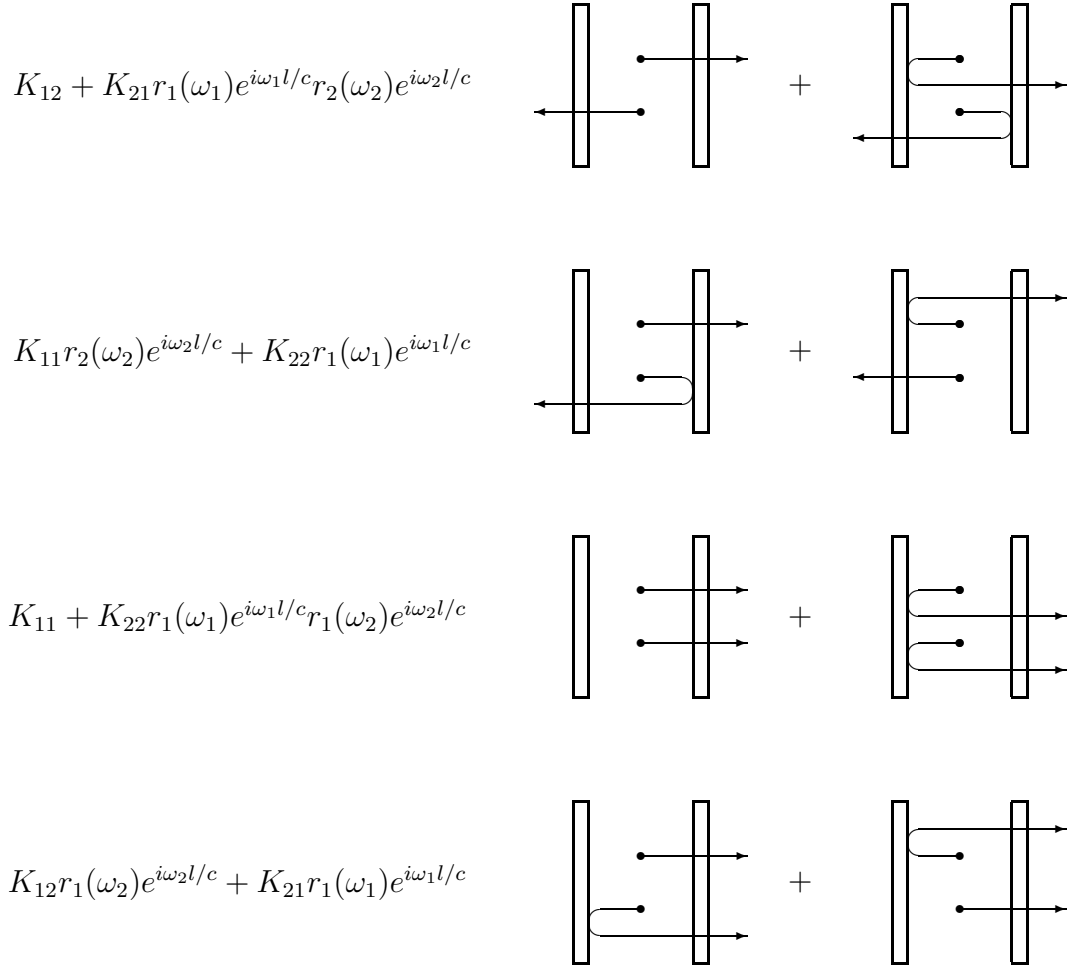 $K_{12} + K_{21} r_1(\omega_1) e^{i\omega_1 l/c} r_2(\omega_2) e^{i\omega_2 l/c}$ +
$K_{11} r_2(\omega_2) e^{i\omega_2 l/c} + K_{22} r_1(\omega_1) e^{i\omega_1 l/c}$ +
$K_{11} + K_{22} r_1(\omega_1) e^{i\omega_1 l/c} r_1(\omega_2) e^{i\omega_2 l/c}$ +
$K_{12} r_1(\omega_2) e^{i\omega_2 l/c} + K_{21} r_1(\omega_1) e^{i\omega_1 l/c}$ +